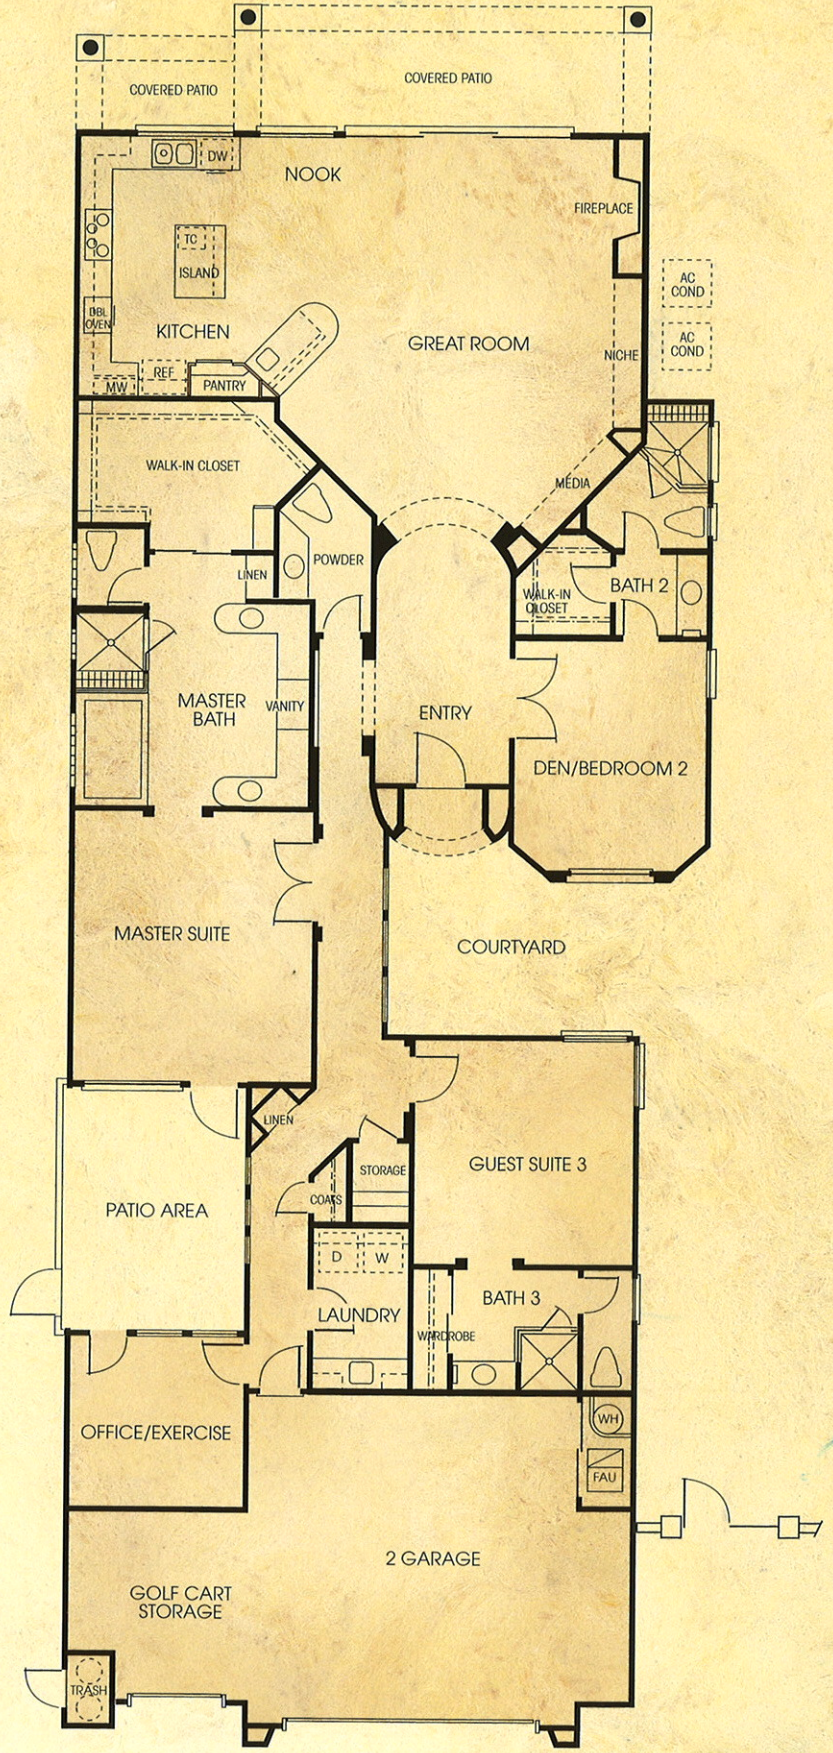 COVERED PATIO
COVERED PATIO
DW
NOOK
FIREPLACE
TC
ISLAND
AC
COND
DBL
OVEN
KITCHEN
GREAT ROOM
AC
COND
NICHE
REF
MW
PANTRY
WALK-IN CLOSET
MEDIA
POWDER
LINEN
WALK-IN
CLOSET
BATH 2
MASTER
BATH
VANITY
ENTRY
DEN/BEDROOM 2
MASTER SUITE
COURTYARD
LINEN
STORAGE
GUEST SUITE 3
COATS
PATIO AREA
D
W
LAUNDRY
BATH 3
WARDROBE
OFFICE/EXERCISE
WH
FAU
2 GARAGE
GOLF CART
STORAGE
TRASH